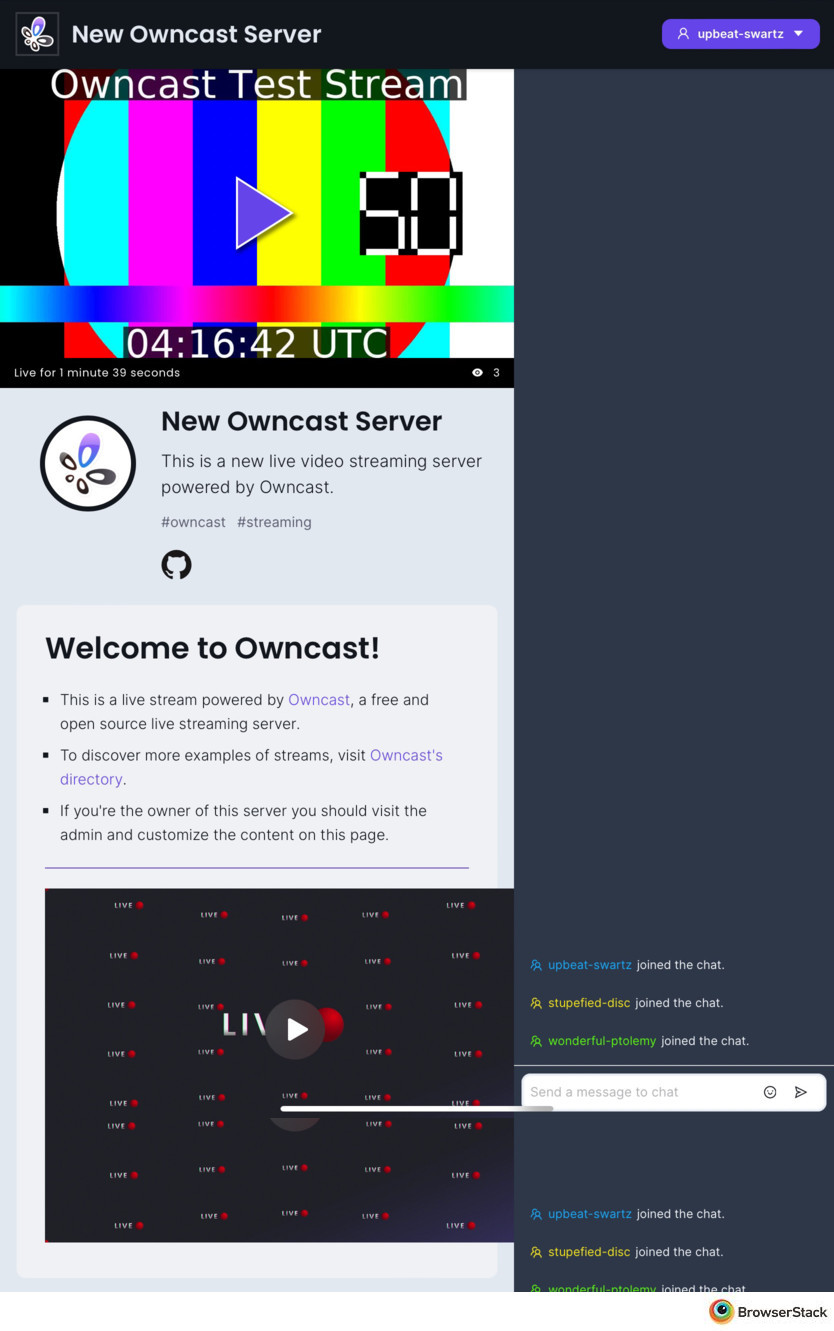 New Owncast Server
upbeat-swartz
Owncast Test Stream
50
04:16:42 UTC
Live for 1 minute 39 seconds
3
New Owncast Server
This is a new live video streaming server
powered by Owncast.
#owncast #streaming
Welcome to Owncast!
This is a live stream powered by Owncast, a free and
open source live streaming server.
To discover more examples of streams, visit Owncast's
directory.
If you're the owner of this server you should visit the
admin and customize the content on this page.
LIVE LIVE LIVE LIVE LIVE
LIVE LIVE LIVE LIVE LIVE
LIVE LIVE LIVE LIVE
LIV
LIVE LIVE LIVE LIVE
LIVE LIVE LIVE LIVE LIVE
LIVE LIVE LIVE LIVE LIVE
LIVE LIVE LIVE LIVE LIVE
LIVE LIVE LIVE LIVE LIVE
upbeat-swartz joined the chat.
stupefied-disc joined the chat.
wonderful-ptolemy joined the chat.
Send a message to chat
upbeat-swartz joined the chat.
stupefied-disc joined the chat.
wonderful-ptolemy joined the chat.
BrowserStack